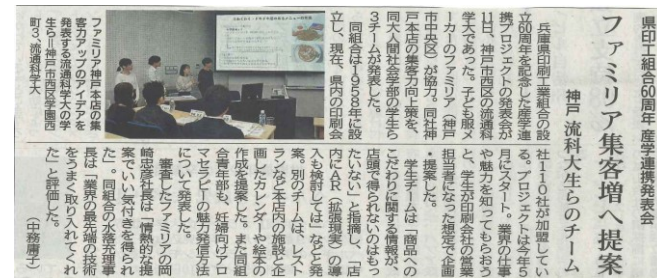 県印工組合60周年 産学連携発表会
ファミリア集客増へ提案
神戸 流科大生らのチーム
兵庫県印刷工業組合の設
立60周年を記念した産学連
携プロジェクトの発表会が
11日、神戸市西区の流通科
学大であった。子ども服メ
ーカーのファミリア(神戸
市中央区)が協力。同社神
戸本店の集客力向上策を、
同大人間社会学部の学生ら
3チームが発表した。
同組合は1958年に設
立し、現在、県内の印刷会
社110社が加盟してい
る。プロジェクトは今年5
月にスタート。業界の仕事
や魅力を知ってもらおう
と、学生が印刷会社の営業
担当者になった想定で企画
・提案した。
学生チームは「商品への
こだわりに関する情報が、
店頭で得られないのはもっ
たいない」と指摘し、「店
内にAR(拡張現実)の導
入も検討しては」などと発
案。別のチームは、レスト
ランなど本店内の施設と企
画したカレンダーや絵本の
作成を提案した。また同組
合青年部も、妊婦向けアロ
マセラピーの魅力発信方法
について発表した。
審査したファミリアの岡
崎忠彦社長は「情熱的な提
案でいい気付きを得られ
た」。同組合の水落充理事
長は「業界の最先端の技術
をうまく取り入れてくれ
た」と評価した。
(中務庸子)
ファミリア神戸本店の集
客力アップのアイデアを
発表する流通科学大の学
生ら=神戸市西区学園西
町3、流通科学大